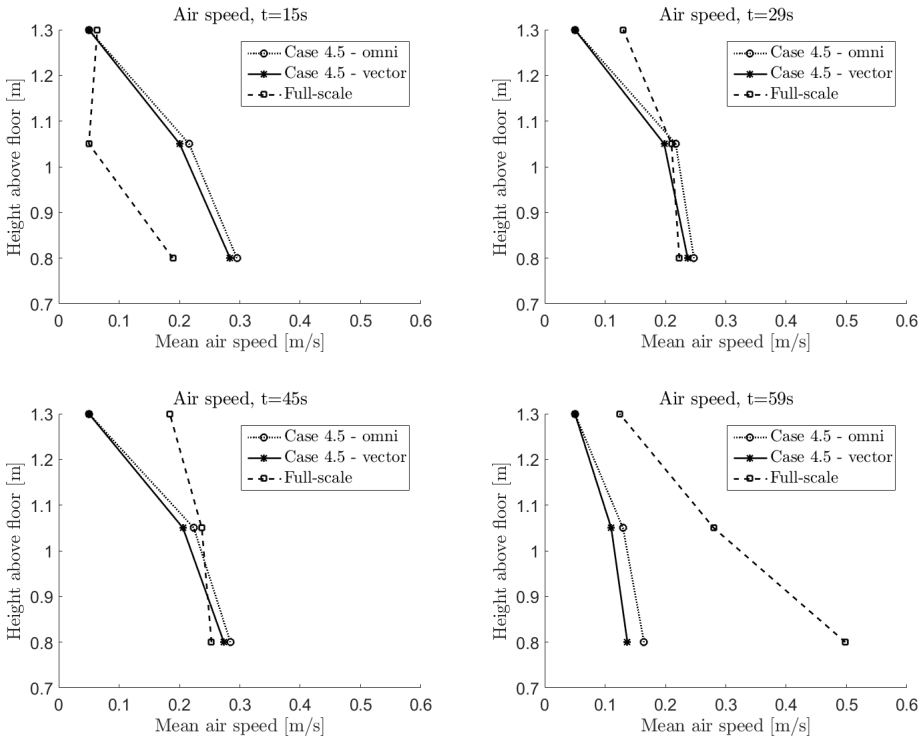 Air speed, t=15s
1.3
1.2
1.1
1
0.9
0.8
0.7
Height above floor [m]
Case 4.5 - omni
Case 4.5 - vector
Full-scale
0 0.1 0.2 0.3 0.4 0.5 0.6
Mean air speed [m/s]
Air speed, t=29s
1.3
1.2
1.1
1
0.9
0.8
0.7
Height above floor [m]
Case 4.5 - omni
Case 4.5 - vector
Full-scale
0 0.1 0.2 0.3 0.4 0.5 0.6
Mean air speed [m/s]
Air speed, t=45s
1.3
1.2
1.1
1
0.9
0.8
0.7
Height above floor [m]
Case 4.5 - omni
Case 4.5 - vector
Full-scale
0 0.1 0.2 0.3 0.4 0.5 0.6
Mean air speed [m/s]
Air speed, t=59s
1.3
1.2
1.1
1
0.9
0.8
0.7
Height above floor [m]
Case 4.5 - omni
Case 4.5 - vector
Full-scale
0 0.1 0.2 0.3 0.4 0.5 0.6
Mean air speed [m/s]